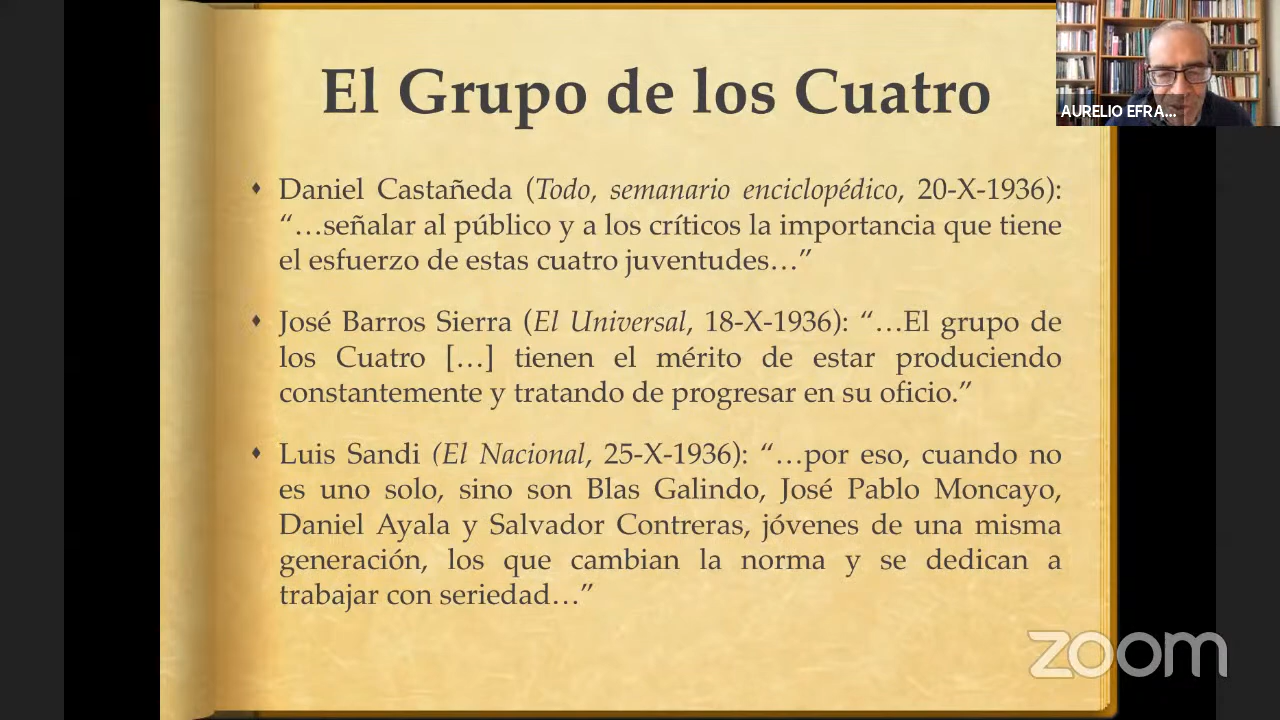 El Grupo de los Cuatro
AURELIO EFRA...
• Daniel Castañeda (Todo, semanario enciclopédico, 20-X-1936):
“…señalar al público y a los críticos la importancia que tiene
el esfuerzo de estas cuatro juventudes…”
• José Barros Sierra (El Universal, 18-X-1936): “…El grupo de
los Cuatro […] tienen el mérito de estar produciendo
constantemente y tratando de progresar en su oficio.”
• Luis Sandi (El Nacional, 25-X-1936): “…por eso, cuando no
es uno solo, sino son Blas Galindo, José Pablo Moncayo,
Daniel Ayala y Salvador Contreras, jóvenes de una misma
generación, los que cambian la norma y se dedican a
trabajar con seriedad…”
zoom